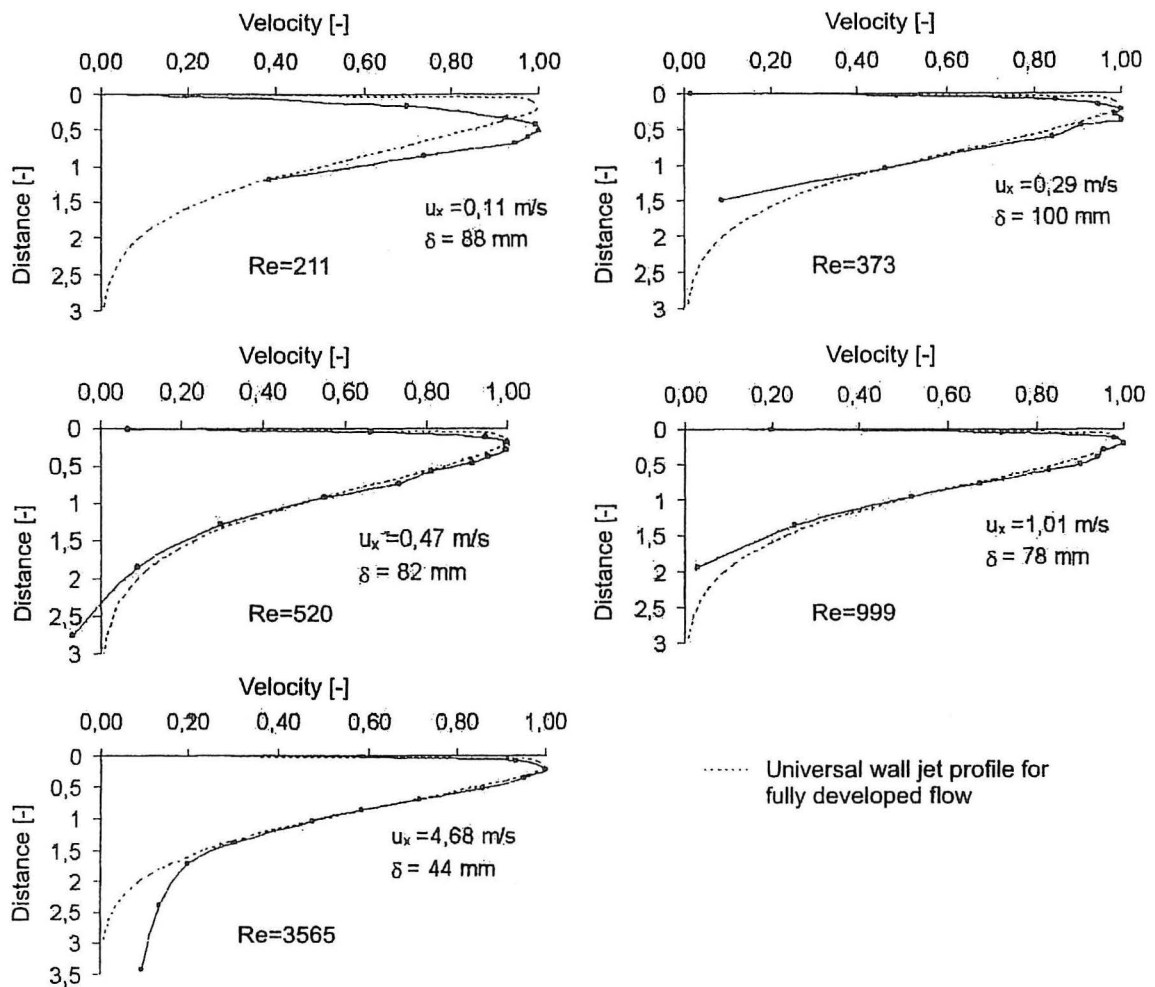 Velocity [-]
0,00 0,20 0,40 0,60 0,80 1,00
0
0,5
1
1,5
2
2,5
3
Distance [-]
uₓ =0,11 m/s
δ = 88 mm
Re=211
Velocity [-]
0,00 0,20 0,40 0,60 0,80 1,00
0
0,5
1
1,5
2
2,5
3
Distance [-]
uₓ =0,29 m/s
δ = 100 mm
Re=373
Velocity [-]
0,00 0,20 0,40 0,60 0,80 1,00
0
0,5
1
1,5
2
2,5
3
Distance [-]
uₓ =0,47 m/s
δ = 82 mm
Re=520
Velocity [-]
0,00 0,20 0,40 0,60 0,80 1,00
0
0,5
1
1,5
2
2,5
3
Distance [-]
uₓ =1,01 m/s
δ = 78 mm
Re=999
Velocity [-]
0,00 0,20 0,40 0,60 0,80 1,00
0
0,5
1
1,5
2
2,5
3
3,5
Distance [-]
uₓ =4,68 m/s
δ = 44 mm
Re=3565
Universal wall jet profile for
fully developed flow